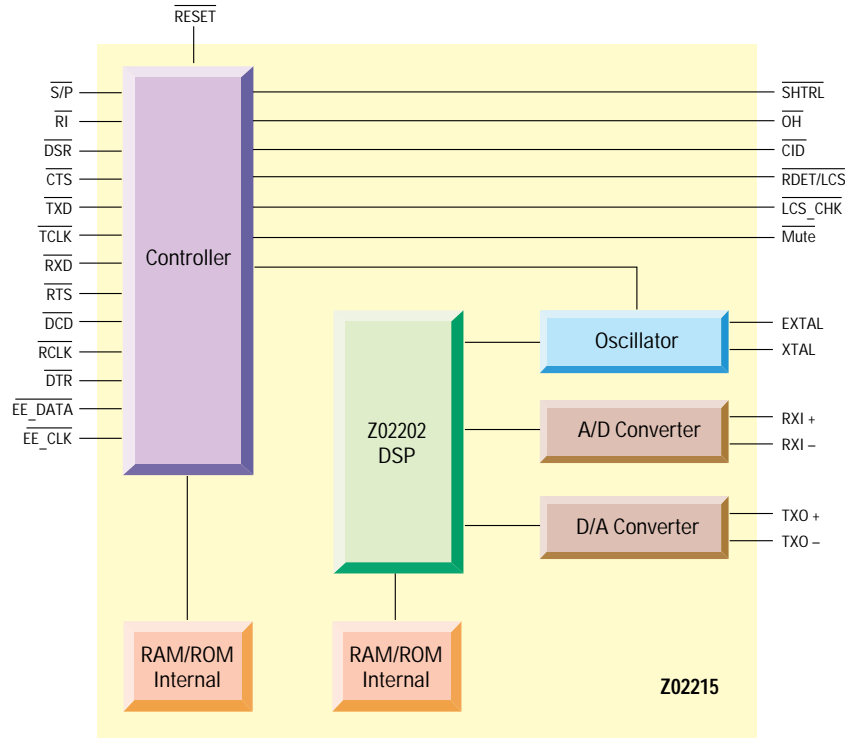 RESET
S/P
RI
DSR
CTS
TXD
TCLK
RXD
RTS
DCD
RCLK
DTR
EE_DATA
EE_CLK
Controller
SHTRL
OH
CID
RDET/LCS
LCS_CHK
Mute
Z02202
DSP
Oscillator
EXTAL
XTAL
A/D Converter
RXI +
RXI –
D/A Converter
TXO +
TXO –
RAM/ROM
Internal
RAM/ROM
Internal
Z02215